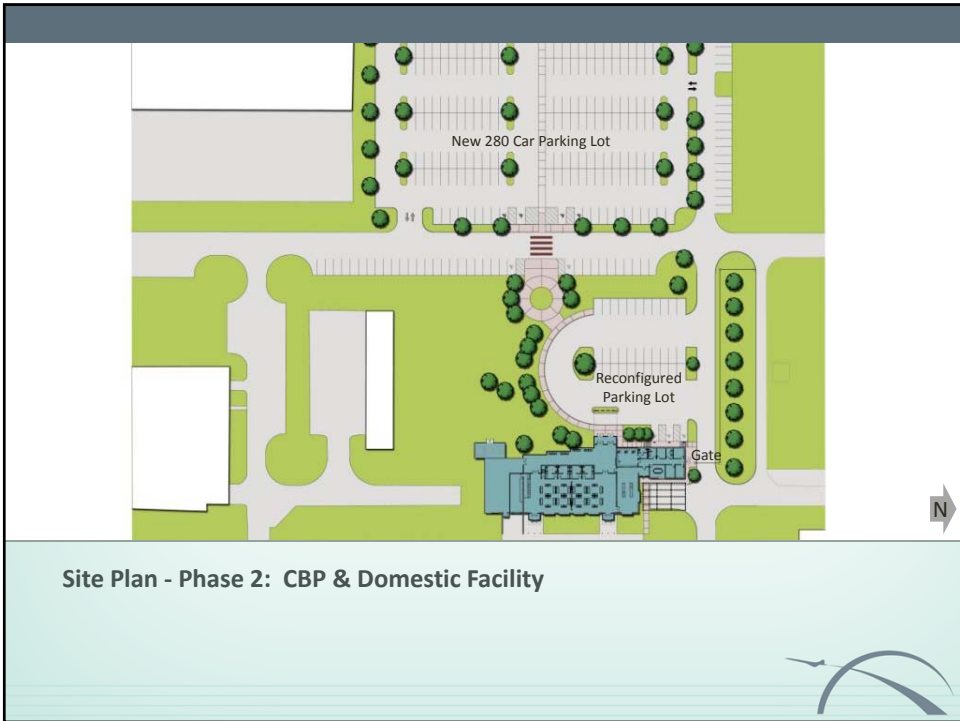 New 280 Car Parking Lot
Reconfigured
Parking Lot
Gate
N
Site Plan - Phase 2: CBP & Domestic Facility